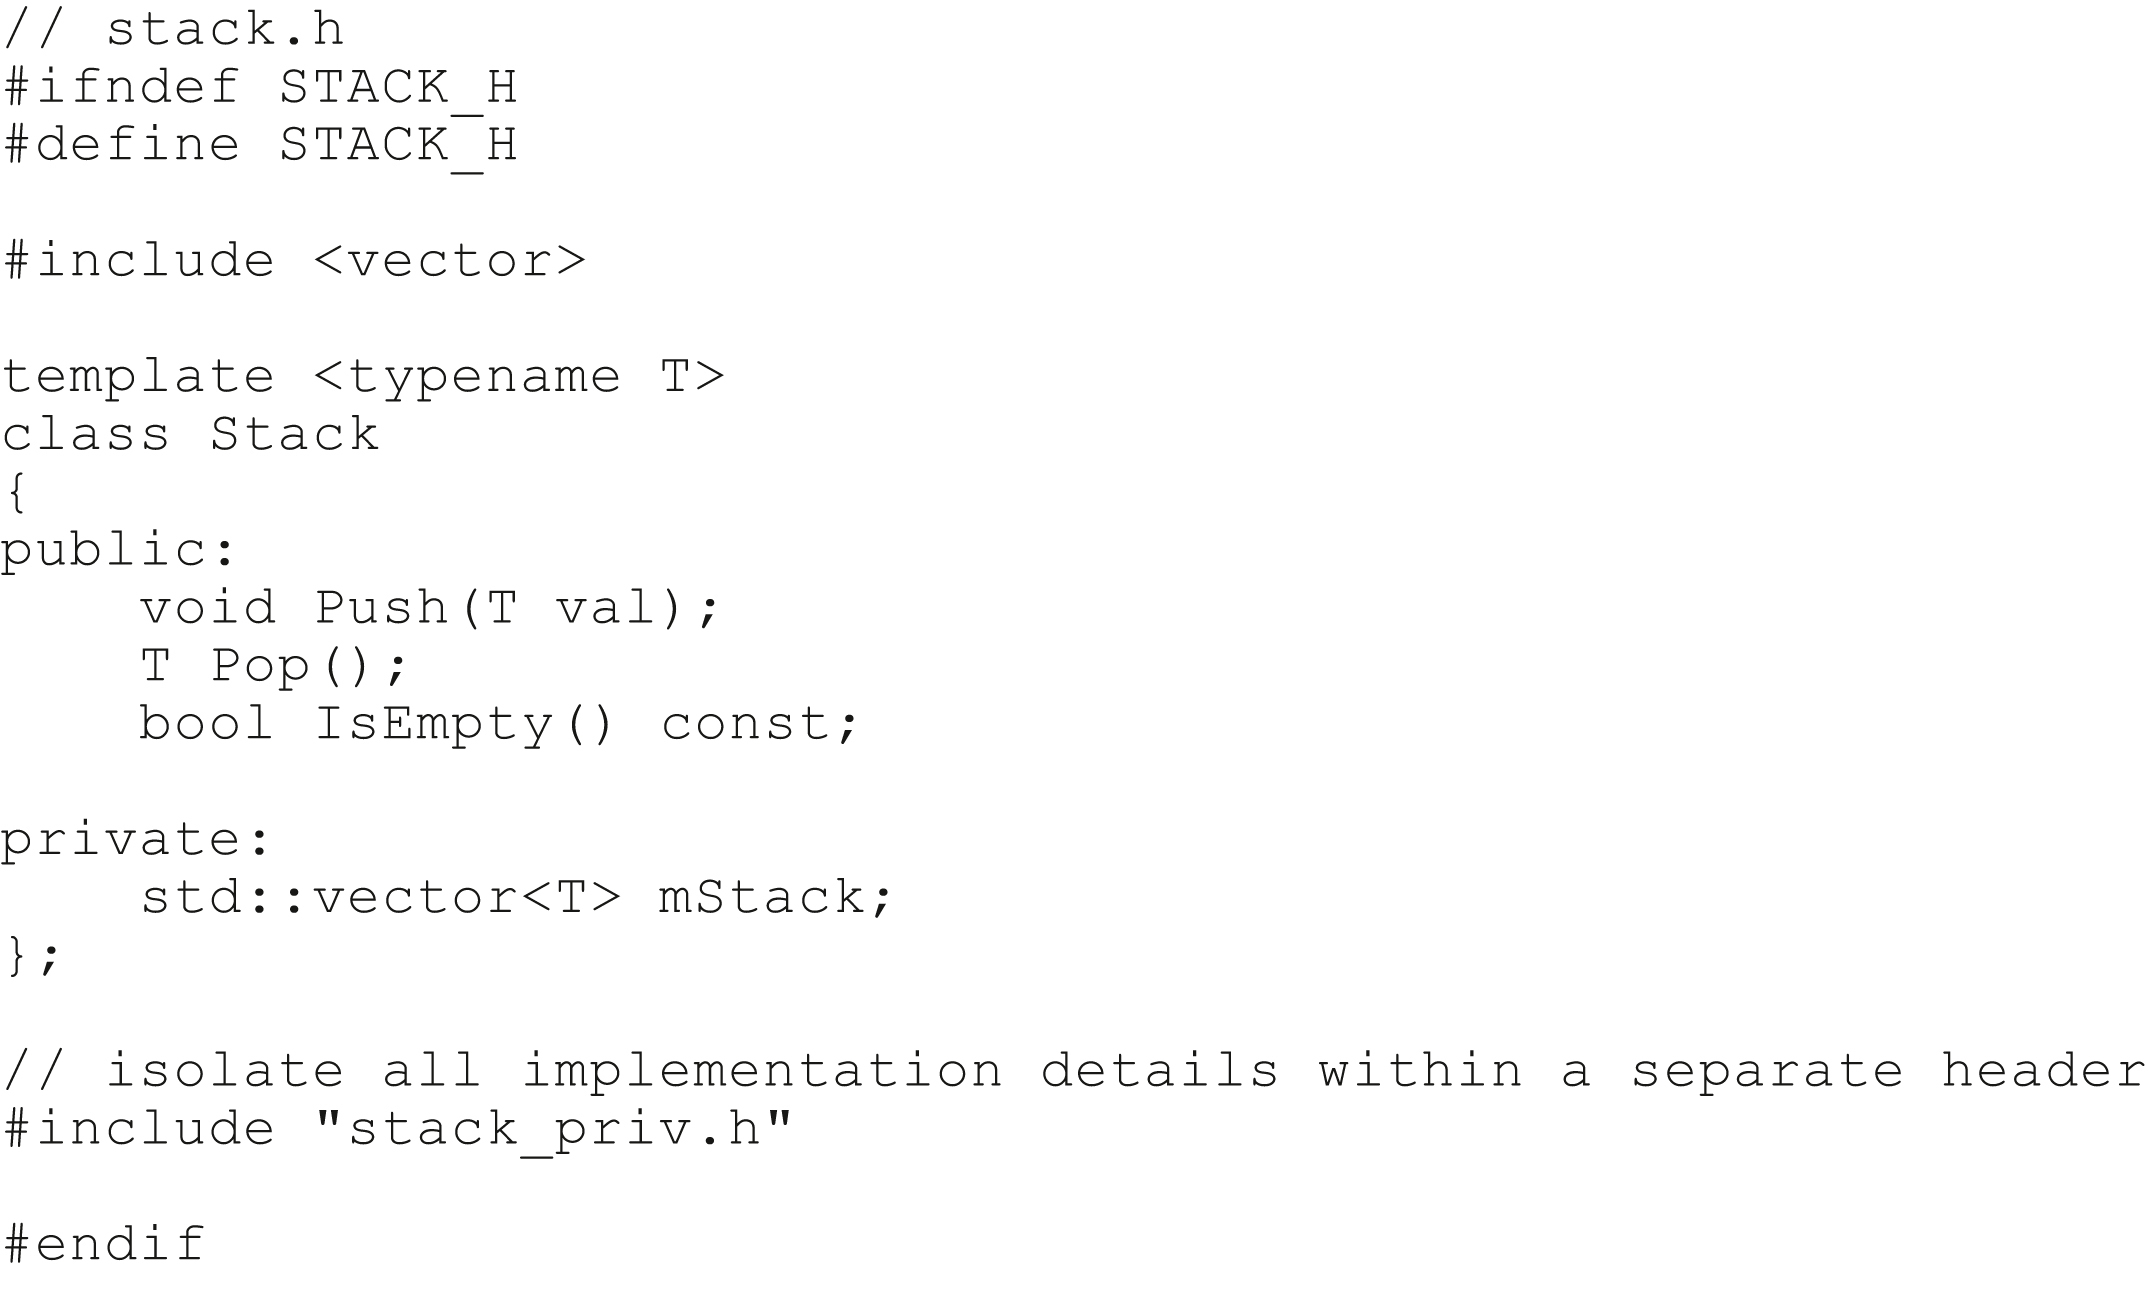 // stack.h
#ifndef STACK_H
#define STACK_H

#include <vector>

template <typename T>
class Stack
{
public:
    void Push(T val);
    T Pop();
    bool IsEmpty() const;

private:
    std::vector<T> mStack;
};

// isolate all implementation details within a separate header
#include "stack_priv.h"

#endif